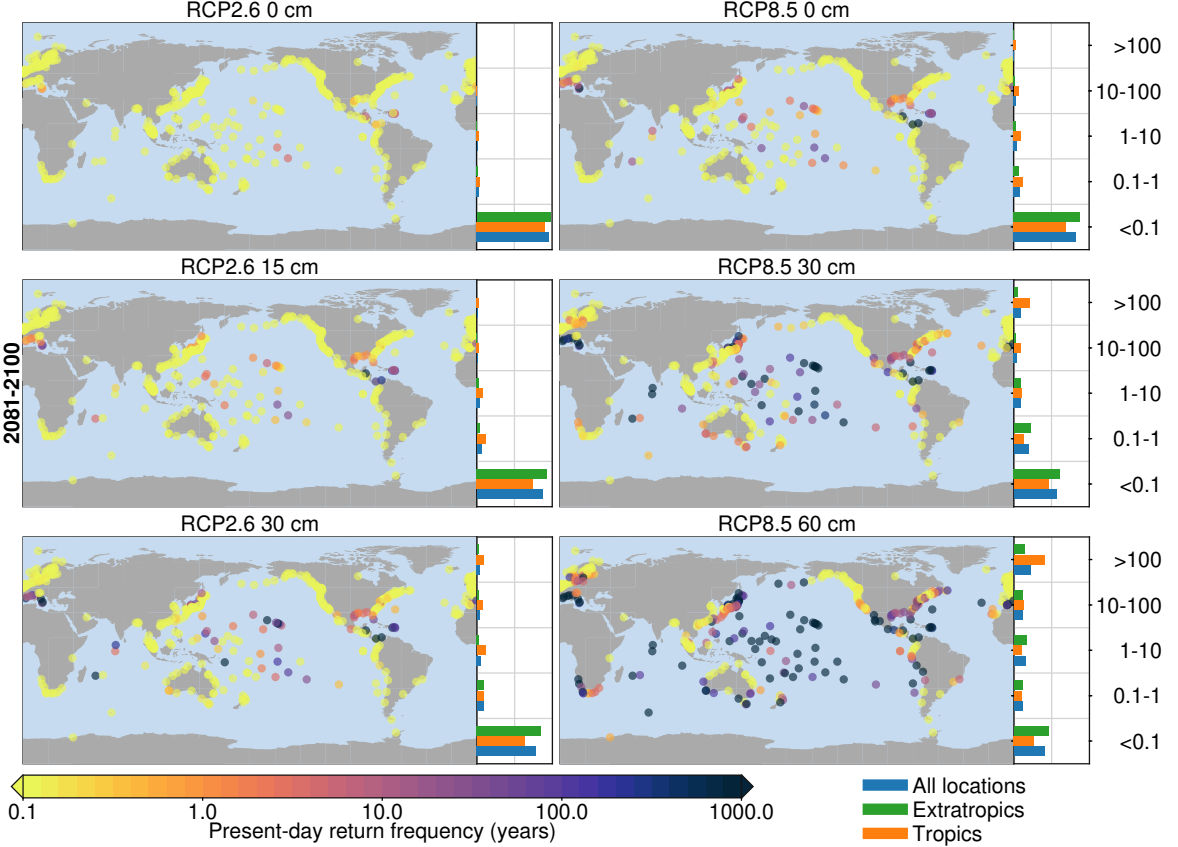 RCP2.6 0 cm
RCP8.5 0 cm
>100
10-100
1-10
0.1-1
<0.1
RCP2.6 15 cm
RCP8.5 30 cm
2081-2100
>100
10-100
1-10
0.1-1
<0.1
RCP2.6 30 cm
RCP8.5 60 cm
>100
10-100
1-10
0.1-1
<0.1
0.1 1.0 10.0 100.0 1000.0
Present-day return frequency (years)
All locations
Extratropics
Tropics